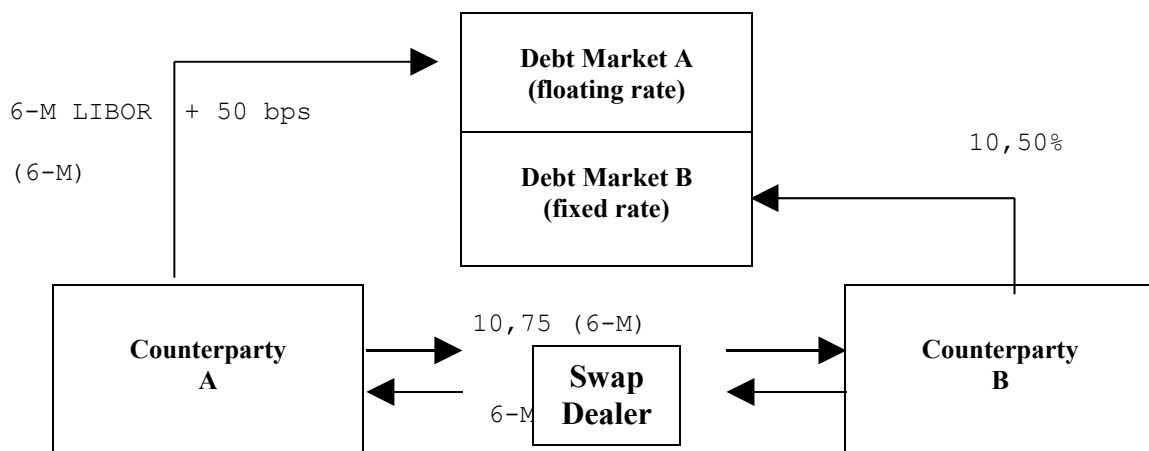 Debt Market A
(floating rate)
6-M LIBOR + 50 bps
(6-M)
10,50%
Debt Market B
(fixed rate)
10,75 (6-M)
Counterparty
A
Swap
Dealer
6-M
Counterparty
B